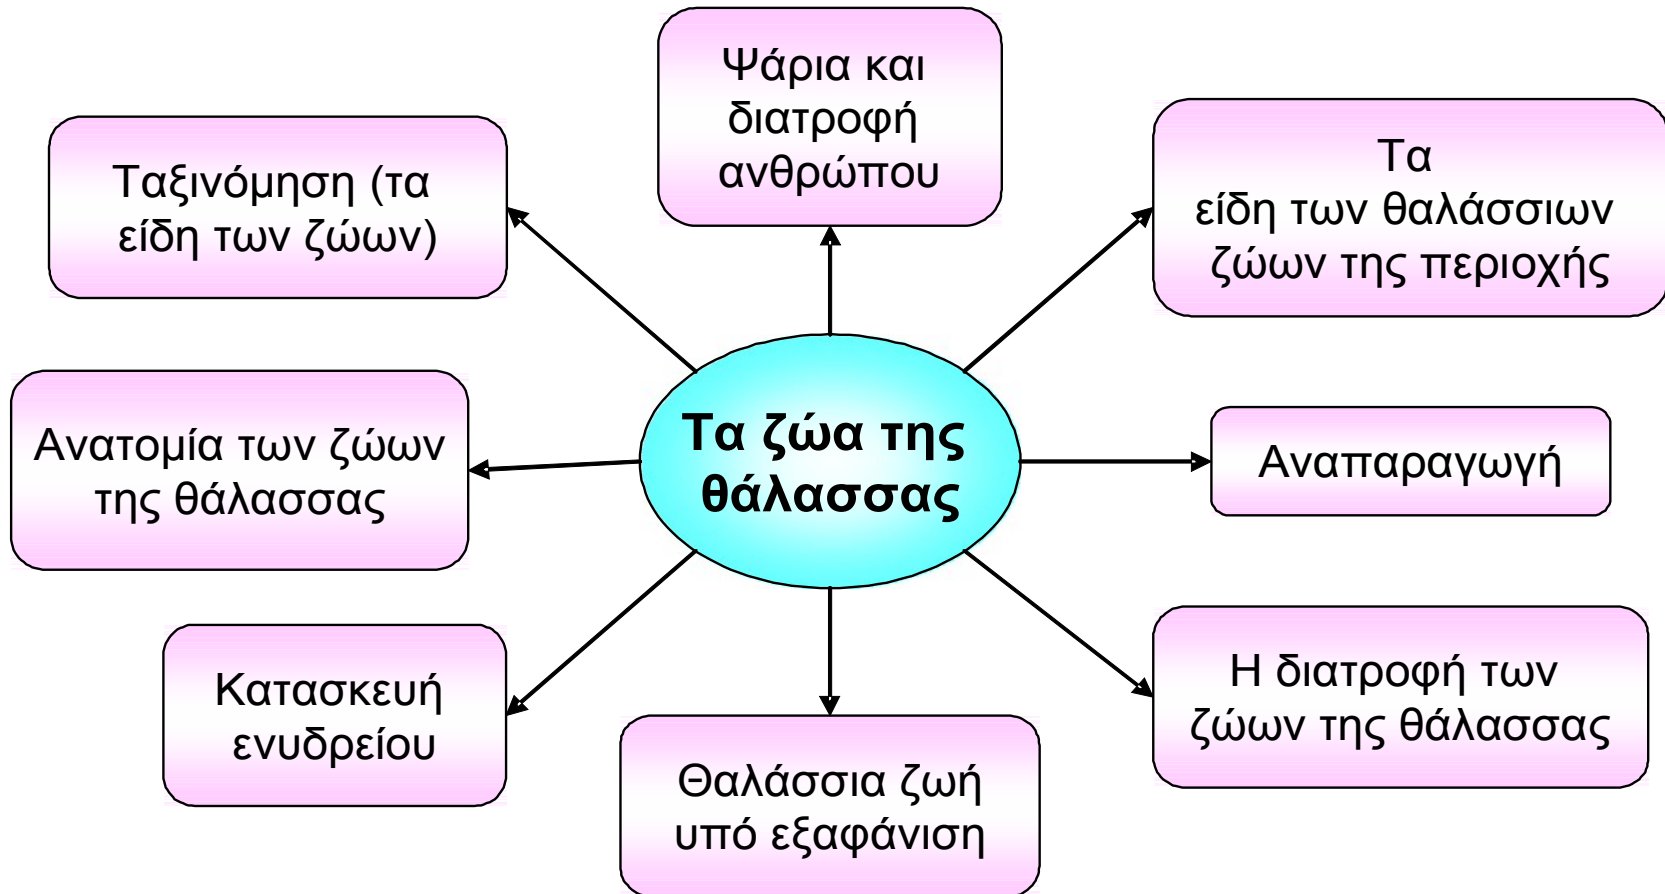 Ψάρια και
διατροφή
ανθρώπου
Ταξινόμηση (τα
είδη των ζώων)
Τα
είδη των θαλάσσιων
ζώων της περιοχής
Ανατομία των ζώων
της θάλασσας
Τα ζώα της
θάλασσας
Αναπαραγωγή
Κατασκευή
ενυδρείου
Θαλάσσια ζωή
υπό εξαφάνιση
Η διατροφή των
ζώων της θάλασσας